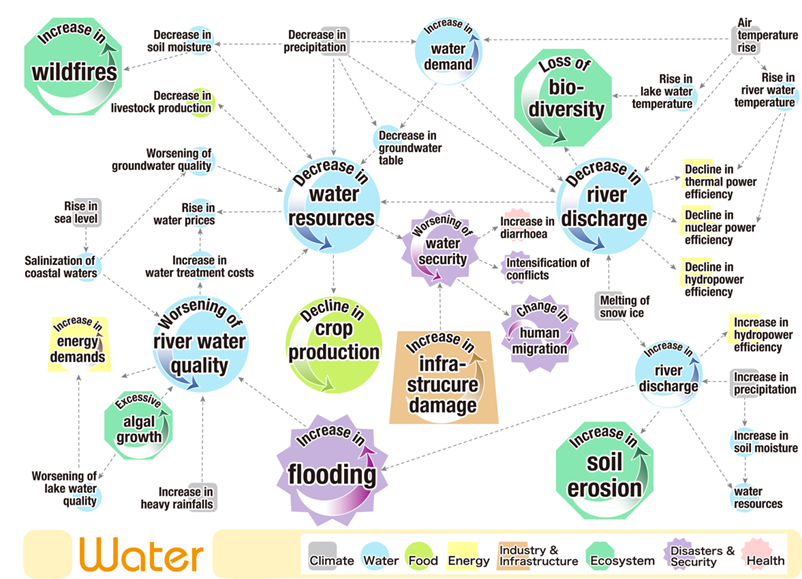 Increase in
wildfires
Decrease in
soil moisture
Decrease in
precipitation
Increase in
water
demand
Air
temperature
rise
Loss of
bio-
diversity
Rise in
lake water
temperature
Rise in
river water
temperature
Decrease in
livestock production
Decrease in
groundwater
table
Worsening of
groundwater quality
Decrease in
water
resources
Decrease in
river
discharge
Decline in
thermal power
efficiency
Decline in
nuclear power
efficiency
Decline in
hydropower
efficiency
Rise in
sea level
Rise in
water prices
Worsening of
water
security
Increase in
diarrhoea
Intensification of
conflicts
Salinization of
coastal waters
Increase in
water treatment costs
Change in
human
migration
Melting of
snow ice
Increase in
energy
demands
Worsening of
river water
quality
Decline in
crop
production
Increase in
infra-
strucure
damage
Increase in
river
discharge
Increase in
hydropower
efficiency
Increase in
precipitation
Excessive
algal
growth
Increase in
flooding
Increase in
soil
erosion
Increase in
soil moisture
Worsening of
lake water
quality
Increase in
heavy rainfalls
water
resources
Water
Climate
Water
Food
Energy
Industry &
Infrastructure
Ecosystem
Disasters &
Security
Health